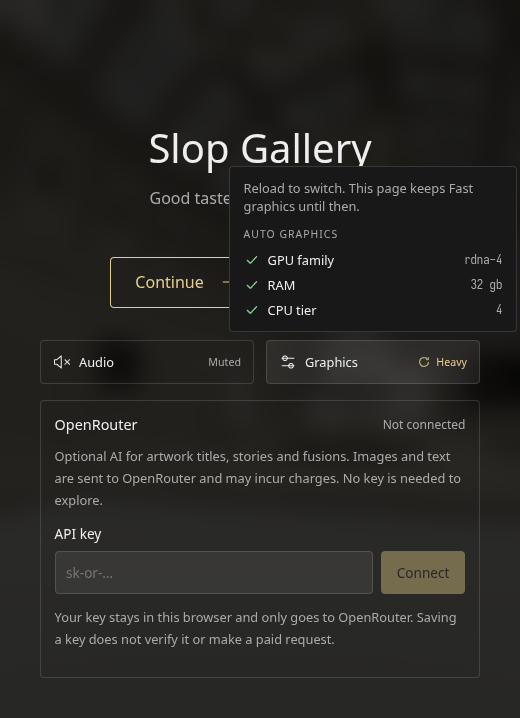 Slop Gallery
Good taste
Reload to switch. This page keeps Fast
graphics until then.
AUTO GRAPHICS
GPU family rdna-4
RAM 32 gb
CPU tier 4
Continue →
Audio Muted
Graphics Heavy
OpenRouter Not connected
Optional AI for artwork titles, stories and fusions. Images and text
are sent to OpenRouter and may incur charges. No key is needed to
explore.
API key
sk-or-...
Connect
Your key stays in this browser and only goes to OpenRouter. Saving
a key does not verify it or make a paid request.